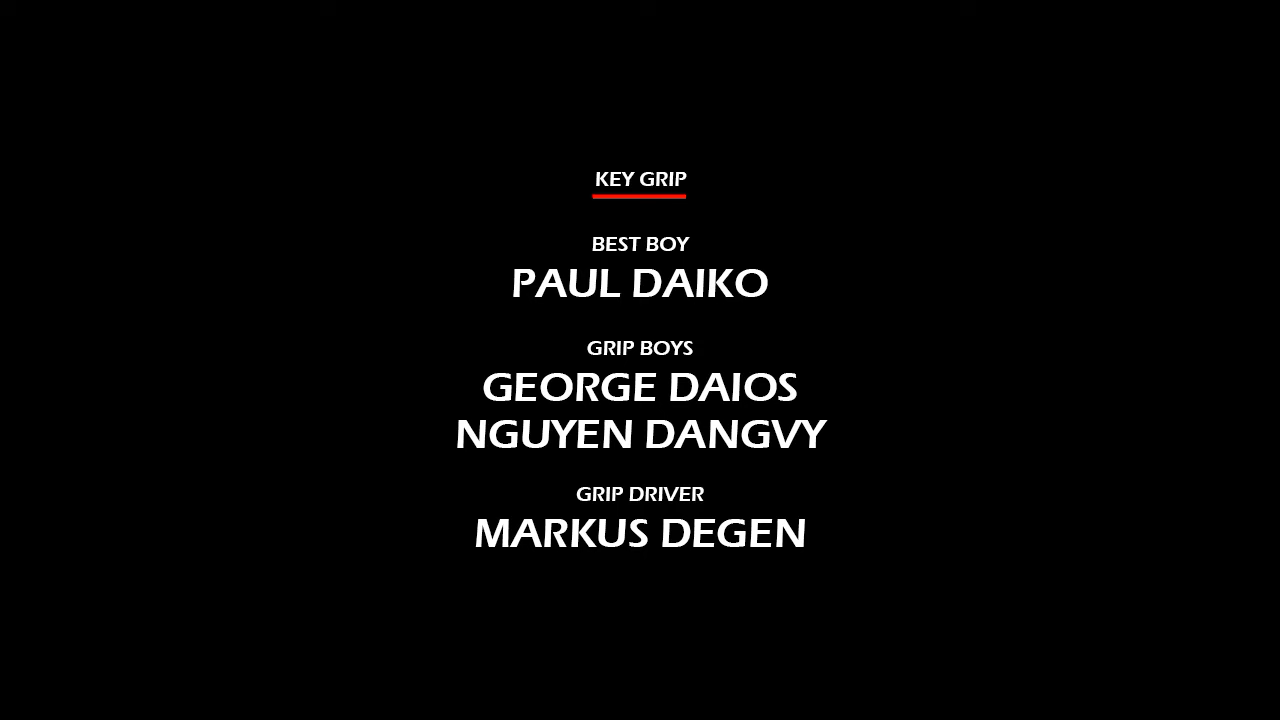 KEY GRIP
BEST BOY
PAUL DAIKO
GRIP BOYS
GEORGE DAIOS
NGUYEN DANGVY
GRIP DRIVER
MARKUS DEGEN